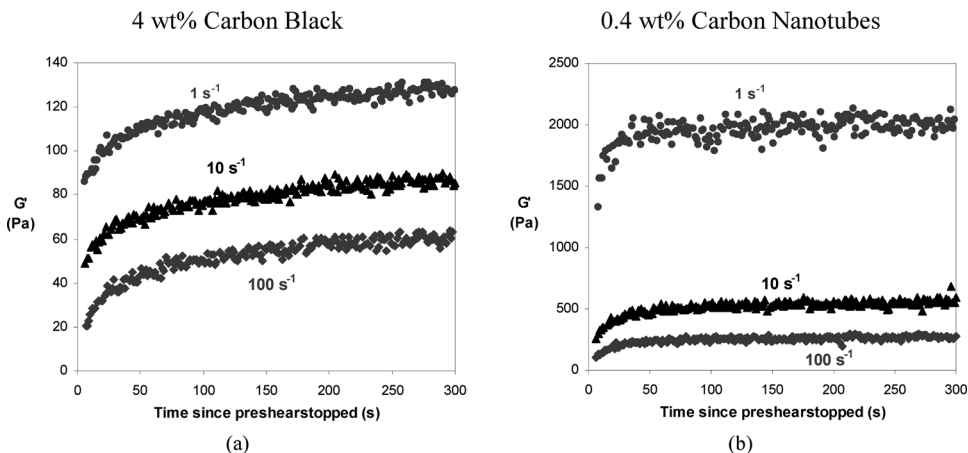 4 wt% Carbon Black
140
120
100
80
60
40
20
0
G'
(Pa)
1 s⁻¹
10 s⁻¹
100 s⁻¹
0 50 100 150 200 250 300
Time since preshearstopped (s)
(a)
0.4 wt% Carbon Nanotubes
2500
2000
1500
1000
500
0
G'
(Pa)
1 s⁻¹
10 s⁻¹
100 s⁻¹
0 50 100 150 200 250 300
Time since preshearstopped (s)
(b)